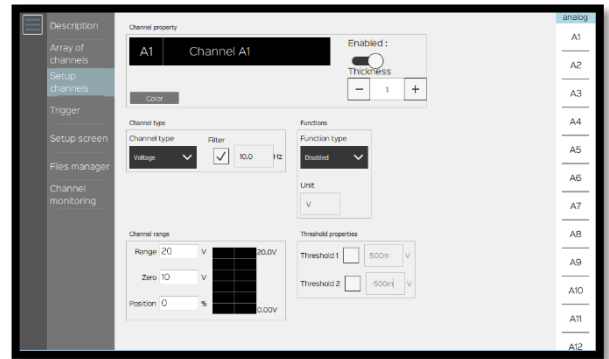 Description
Array of
channels
Setup
channels
Trigger
Setup screen
Files manager
Channel
monitoring
Channel property
A1 Channel A1
Color
Enabled :
Thickness
− 1 +
Channel type
Channel type Filter
Voltage 10.0 Hz
Functions
Function type
Disabled
Unit
V
Channel range
Range 20 V 20.0V
Zero 10 V
Position 0 % 0.00V
Threshold properties
Threshold 1 500m V
Threshold 2 -500m V
analog
A1
A2
A3
A4
A5
A6
A7
A8
A9
A10
A11
A12